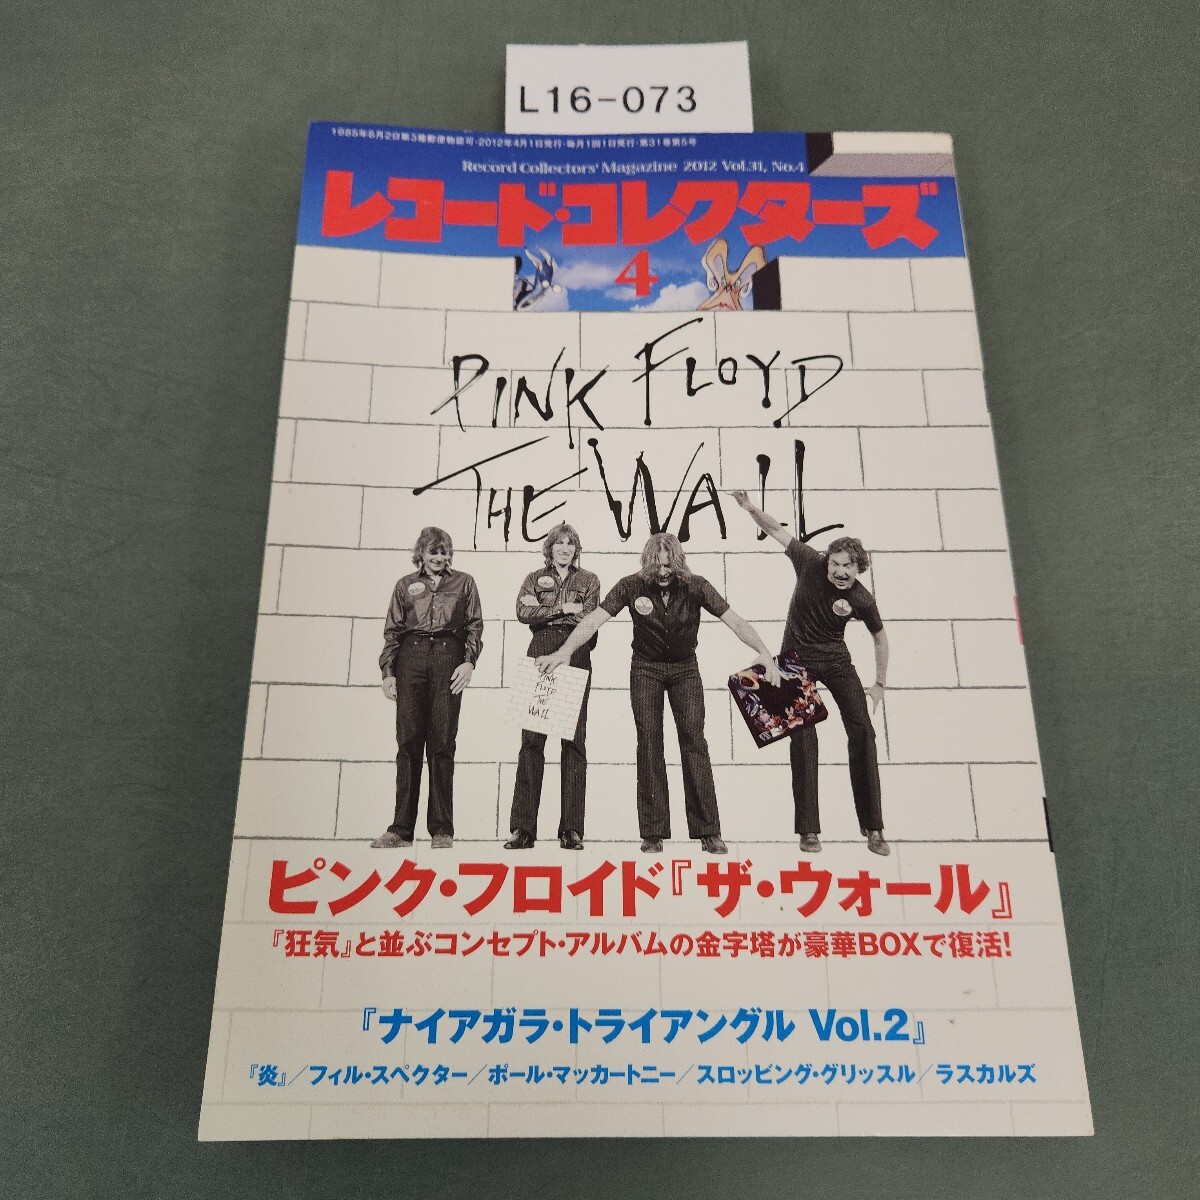 L16-073
1985年8月2日第3種郵便物認可・2012年4月1日発行・毎月1回1日発行・第31巻第5号
Record Collectors' Magazine 2012 Vol.31, No.4
レコード・コレクターズ
4
PINK FLOYD
THE WALL
PINK
FLOYD
THE
WALL
ピンク・フロイド『ザ・ウォール』
『狂気』と並ぶコンセプト・アルバムの金字塔が豪華BOXで復活!
『ナイアガラ・トライアングル Vol.2』
『炎』／フィル・スペクター／ポール・マッカートニー／スロッビング・グリッスル／ラスカルズ